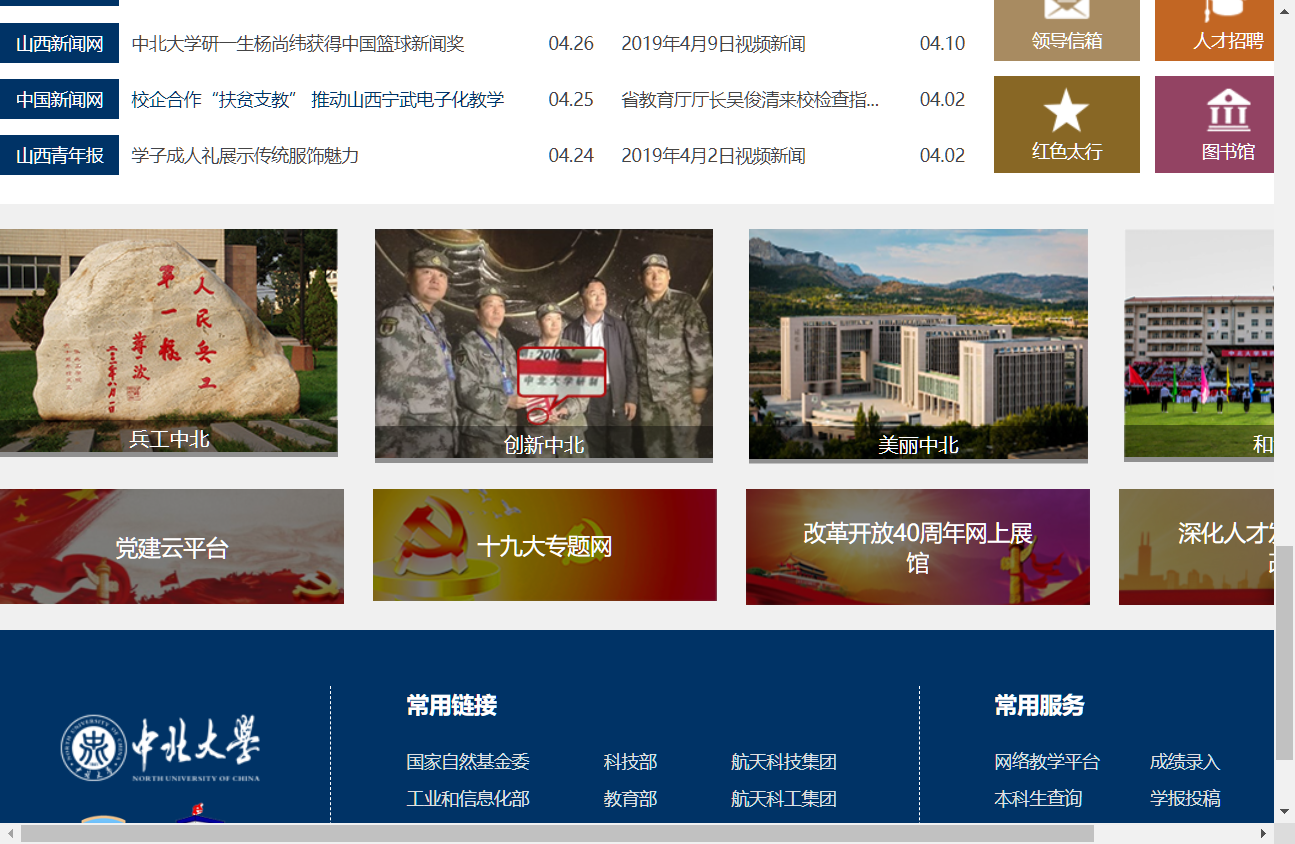 领导信箱
人才招聘
山西新闻网 中北大学研一生杨尚纬获得中国篮球新闻奖 04.26 2019年4月9日视频新闻 04.10
中国新闻网 校企合作“扶贫支教” 推动山西宁武电子化教学 04.25 省教育厅厅长吴俊清来校检查指... 04.02
山西青年报 学子成人礼展示传统服饰魅力 04.24 2019年4月2日视频新闻 04.02
红色太行
图书馆
人民兵工
第一校
兵工中北
2010
中北大学研制
创新中北
美丽中北
和
党建云平台
十九大专题网
改革开放40周年网上展
馆
深化人才
常用链接
常用服务
中北大学
NORTH UNIVERSITY OF CHINA
国家自然基金委 科技部 航天科技集团
网络教学平台 成绩录入
工业和信息化部 教育部 航天科工集团
本科生查询 学报投稿